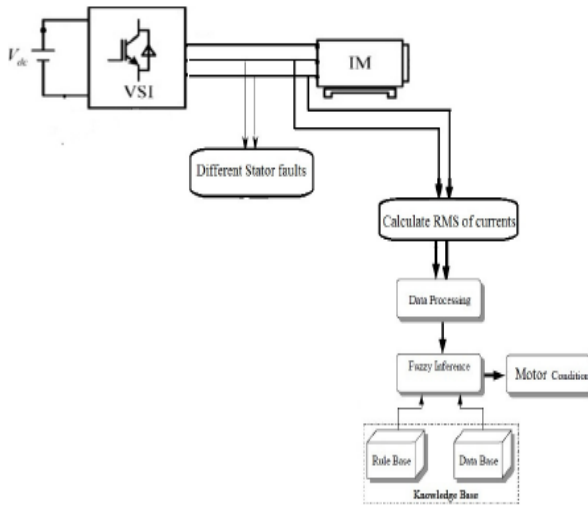 V_dc
VSI
IM
Different Stator faults
Calculate RMS of currents
Data Processing
Fuzzy Inference
Motor Condition
Rule Base
Data Base
Knowledge Base